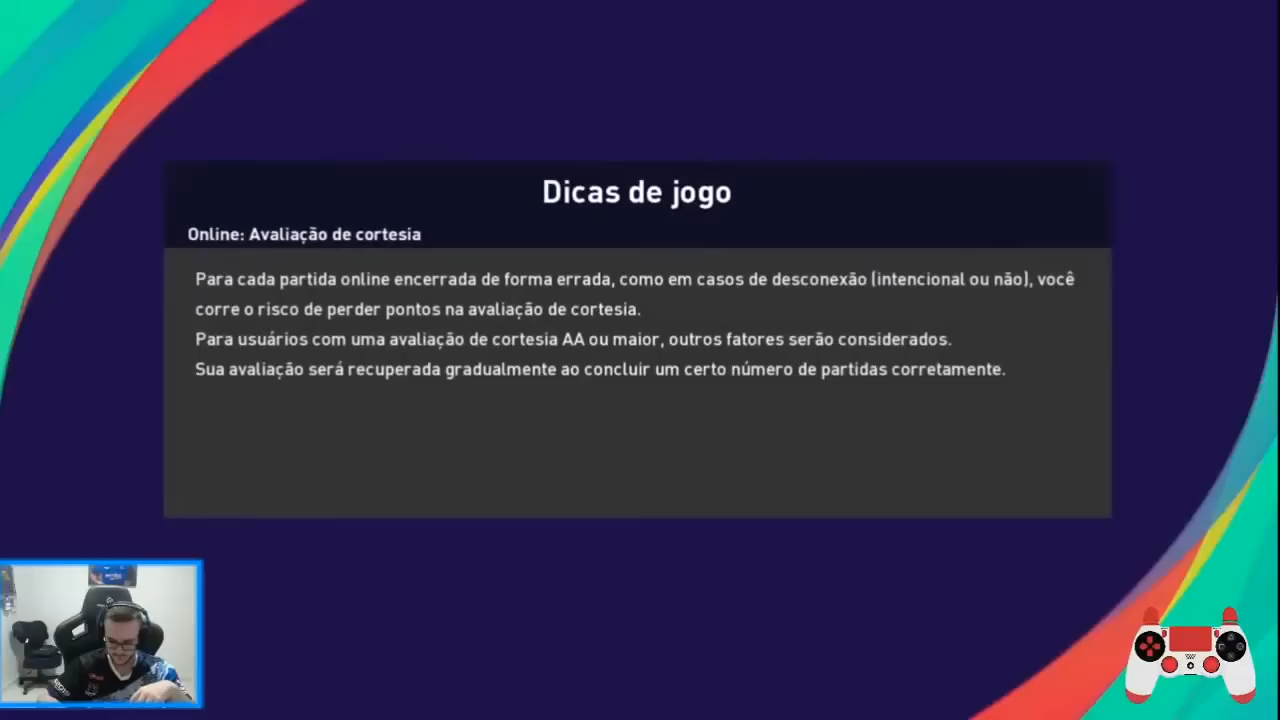 Dicas de jogo
Online: Avaliação de cortesia
Para cada partida online encerrada de forma errada, como em casos de desconexão (intencional ou não), você
corre o risco de perder pontos na avaliação de cortesia.
Para usuários com uma avaliação de cortesia AA ou maior, outros fatores serão considerados.
Sua avaliação será recuperada gradualmente ao concluir um certo número de partidas corretamente.